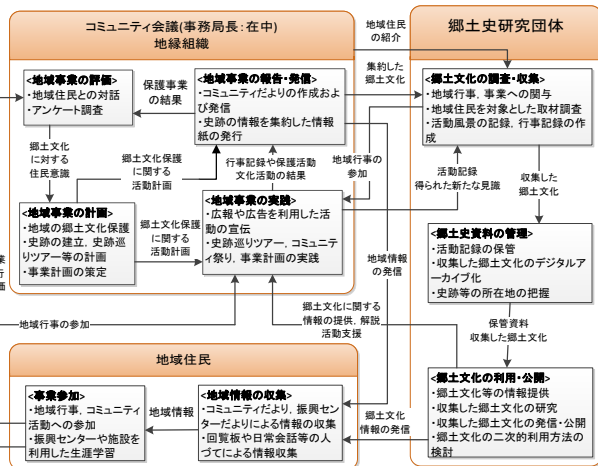 コミュニティ会議(事務局長:在中)
地縁組織
<地域事業の評価>
・地域住民との対話
・アンケート調査
保護事業
の結果
<地域事業の報告・発信>
・コミュニティだよりの作成およ
び発信
・史跡の情報を集約した情報
紙の発行
郷土文化
に対する
住民意識
郷土文化保護
に関する
活動計画
行事記録や保護活動
文化活動の結果
<地域事業の計画>
・地域の郷土文化保護
・史跡の建立, 史跡巡
りツアー等の計画
・事業計画の策定
郷土文化保護
に関する
活動計画
<地域事業の実践>
・広報や広告を利用した活
動の宣伝
・史跡巡りツアー, コミュニティ
祭り, 事業計画の実践
地域住民
の紹介
集約した
郷土文化
地域行事の
参加
活動記録
得られた新たな見識
地域情報
の発信
郷土史研究団体
<郷土文化の調査・収集>
・地域行事, 事業への関与
・地域住民を対象とした取材調査
・活動風景の記録, 行事記録の作
成
収集した
郷土文化
<郷土史資料の管理>
・活動記録の保管
・収集した郷土文化のデジタルアー
カイブ化
・史跡等の所在地の把握
保管資料
収集した郷土文化
<郷土文化の利用・公開>
・郷土文化等の情報提供
・収集した郷土文化の研究
・収集した郷土文化の発信・公開
・郷土文化の二次的利用方法の
検討
郷土文化に関する
情報の提供, 解説
活動支援
地域行事の参加
地域住民
<事業参加>
・地域行事, コミュニティ
活動への参加
・振興センターや施設を
利用した生涯学習
地域情報
<地域情報の収集>
・コミュニティだより, 振興セン
ターだよりによる情報の収集
・回覧板や日常会話等の人
づてによる情報収集
郷土文化
情報の発信